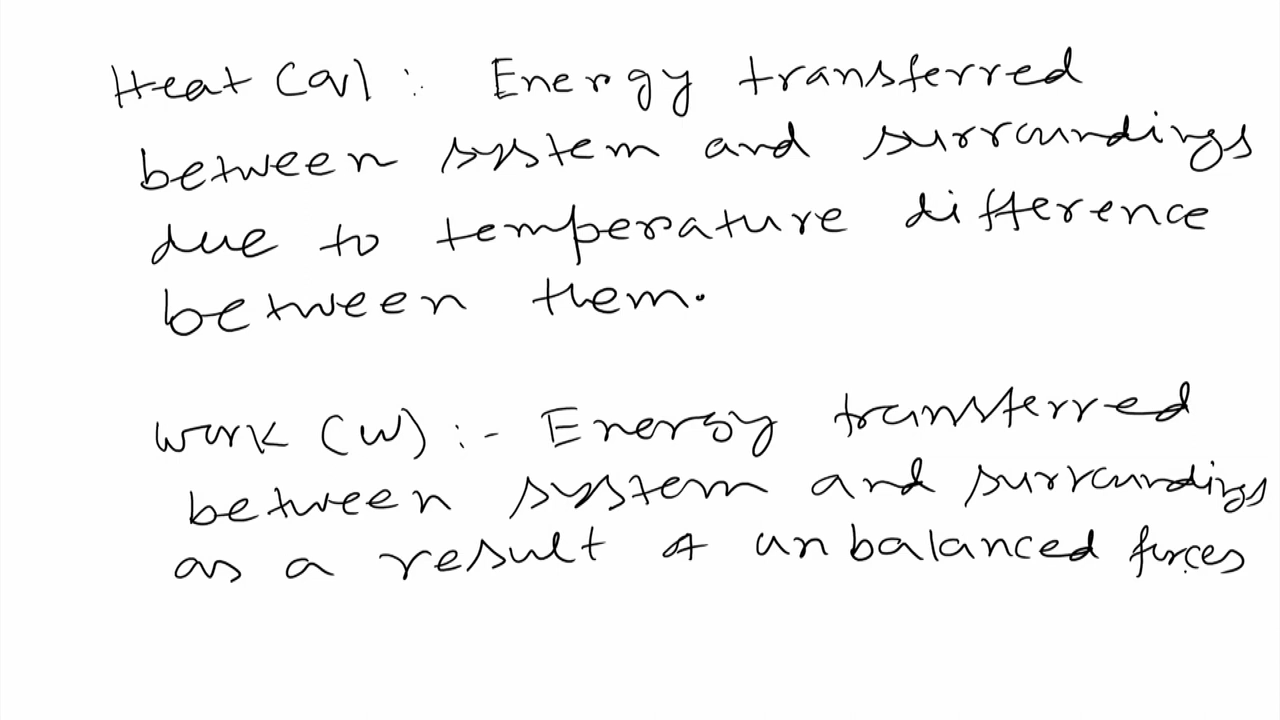 Heat (q) : Energy transferred
between system and surroundings
due to temperature difference
between them.
Work (W) :- Energy transferred
between system and surroundings
as a result of unbalanced forces